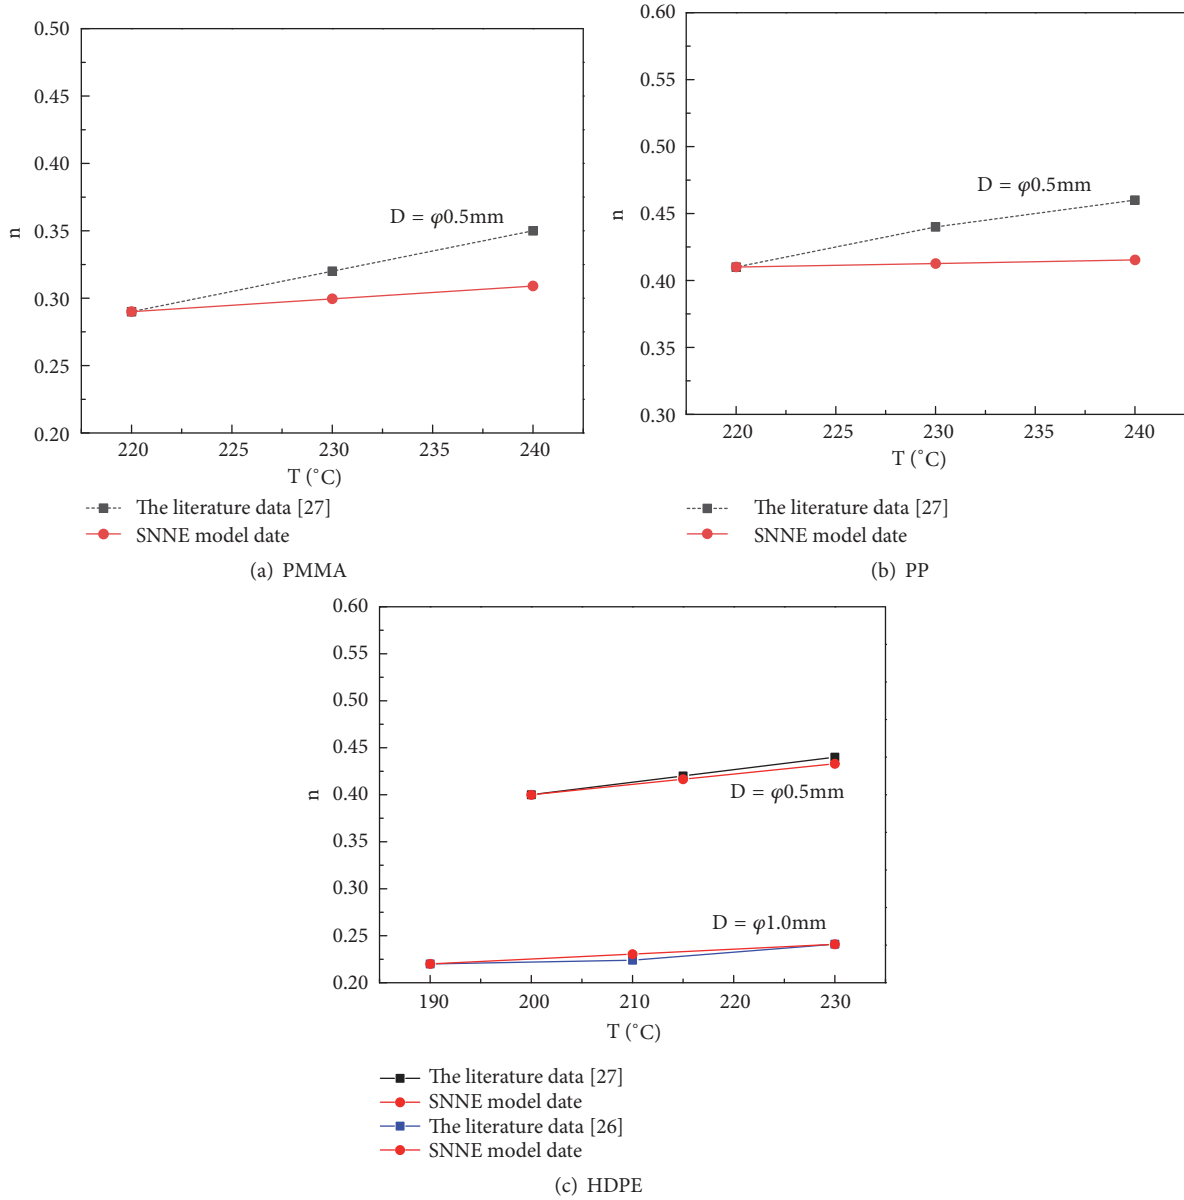 0.50
0.45
0.40
0.35
0.30
0.25
0.20
n
D = φ0.5mm
220 225 230 235 240
T (°C)
The literature data [27]
SNNE model date
(a) PMMA
0.60
0.55
0.50
0.45
0.40
0.35
0.30
n
D = φ0.5mm
220 225 230 235 240
T (°C)
The literature data [27]
SNNE model date
(b) PP
0.60
0.55
0.50
0.45
0.40
0.35
0.30
0.25
0.20
n
D = φ0.5mm
D = φ1.0mm
190 200 210 220 230
T (°C)
The literature data [27]
SNNE model date
The literature data [26]
SNNE model date
(c) HDPE